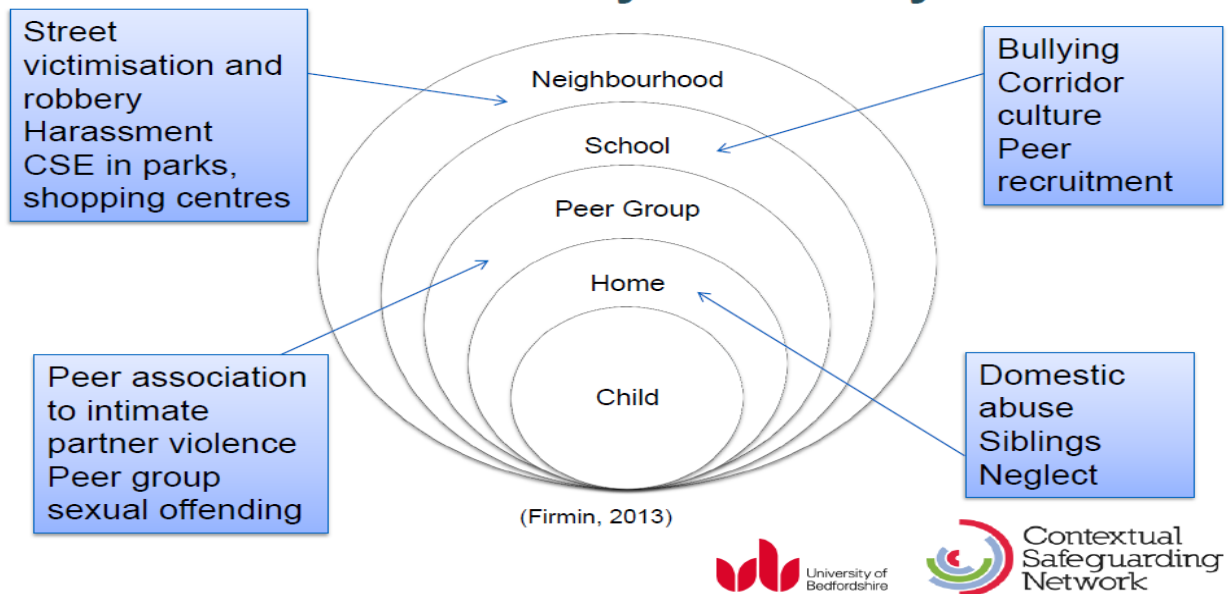 Street
victimisation and
robbery
Harassment
CSE in parks,
shopping centres
Neighbourhood
School
Peer Group
Home
Child
Bullying
Corridor
culture
Peer
recruitment
Peer association
to intimate
partner violence
Peer group
sexual offending
Domestic
abuse
Siblings
Neglect
(Firmin, 2013)
University of
Bedfordshire
Contextual
Safeguarding
Network